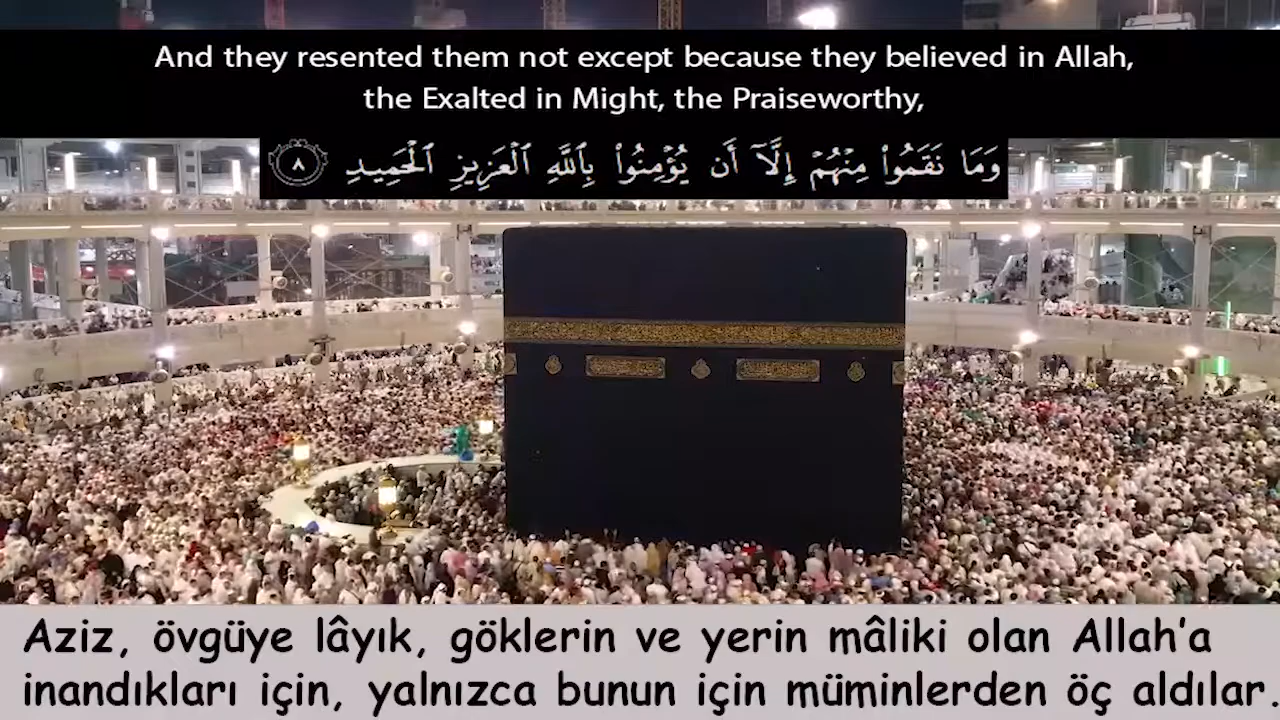 And they resented them not except because they believed in Allah,
the Exalted in Might, the Praiseworthy,
وَمَا نَقَمُوا۟ مِنْهُمْ إِلَّآ أَن يُؤْمِنُوا۟ بِٱللَّهِ ٱلْعَزِيزِ ٱلْحَمِيدِ ٨
Aziz, övgüye lâyık, göklerin ve yerin mâliki olan Allah'a
inandıkları için, yalnızca bunun için müminlerden öç aldılar.